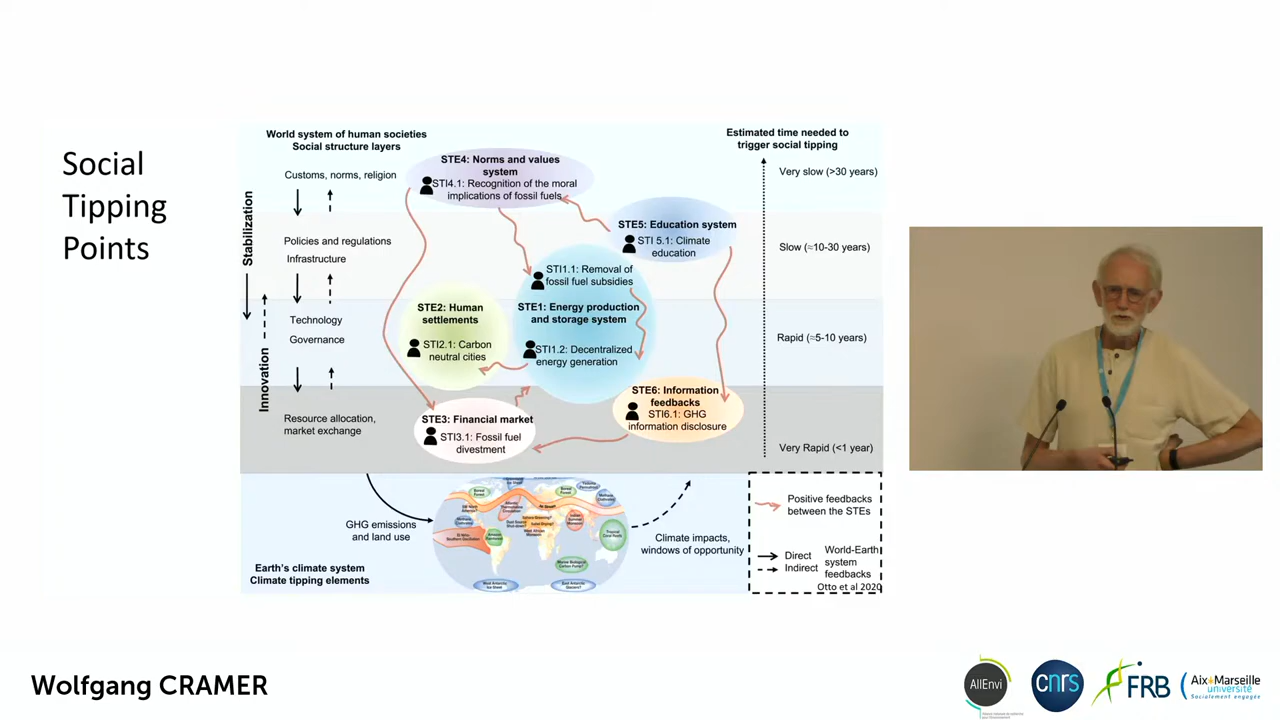 Social
Tipping
Points
World system of human societies
Social structure layers
Estimated time needed to
trigger social tipping
Customs, norms, religion
Policies and regulations
Infrastructure
Technology
Governance
Resource allocation,
market exchange
Stabilization
Innovation
STE4: Norms and values
system
STI4.1: Recognition of the moral
implications of fossil fuels
STE5: Education system
STI 5.1: Climate
education
STI1.1: Removal of
fossil fuel subsidies
STE1: Energy production
and storage system
STI1.2: Decentralized
energy generation
STE2: Human
settlements
STI2.1: Carbon
neutral cities
STE6: Information
feedbacks
STI6.1: GHG
information disclosure
STE3: Financial market
STI3.1: Fossil fuel
divestment
Very slow (>30 years)
Slow (≈10-30 years)
Rapid (≈5-10 years)
Very Rapid (<1 year)
GHG emissions
and land use
Climate impacts,
windows of opportunity
Earth's climate system
Climate tipping elements
Positive feedbacks
between the STEs
Direct
Indirect
World-Earth
system
feedbacks
Otto et al 2020
Wolfgang CRAMER
AllEnvi
cnrs
FRB
Aix Marseille
université
Socialement engagée